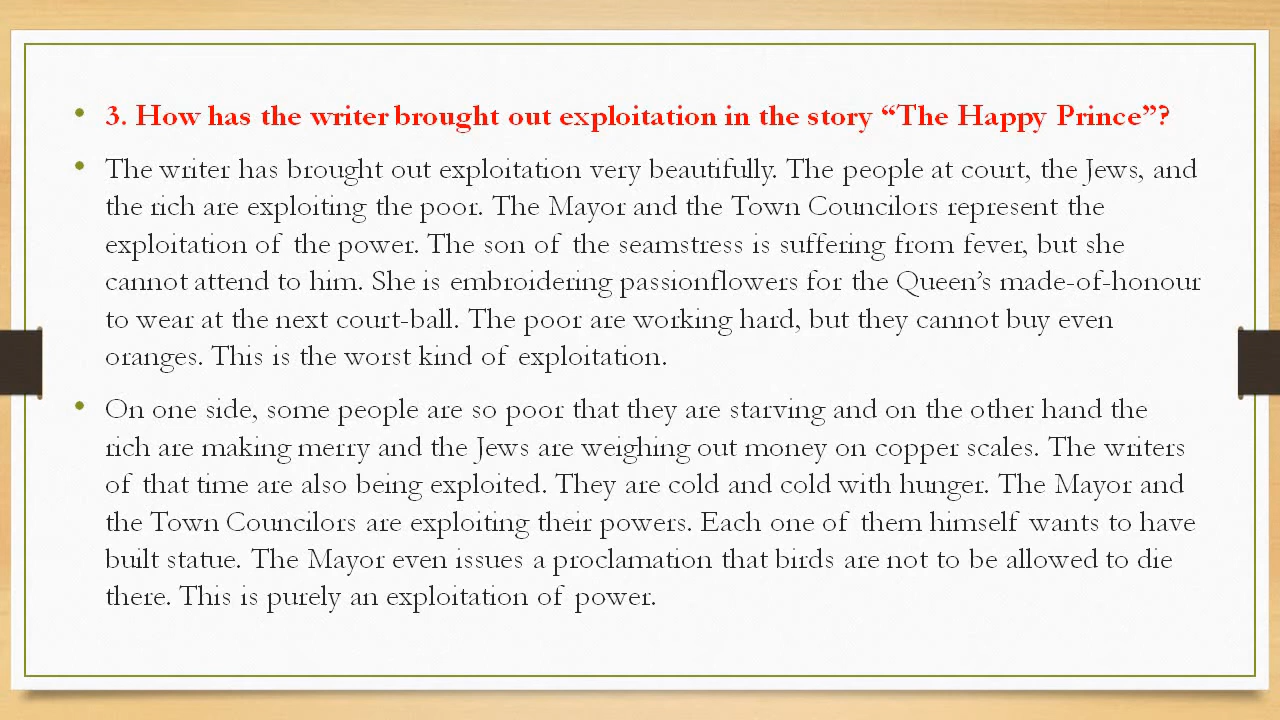 • 3. How has the writer brought out exploitation in the story “The Happy Prince”?
• The writer has brought out exploitation very beautifully. The people at court, the Jews, and
the rich are exploiting the poor. The Mayor and the Town Councilors represent the
exploitation of the power. The son of the seamstress is suffering from fever, but she
cannot attend to him. She is embroidering passionflowers for the Queen’s made-of-honour
to wear at the next court-ball. The poor are working hard, but they cannot buy even
oranges. This is the worst kind of exploitation.
• On one side, some people are so poor that they are starving and on the other hand the
rich are making merry and the Jews are weighing out money on copper scales. The writers
of that time are also being exploited. They are cold and cold with hunger. The Mayor and
the Town Councilors are exploiting their powers. Each one of them himself wants to have
built statue. The Mayor even issues a proclamation that birds are not to be allowed to die
there. This is purely an exploitation of power.